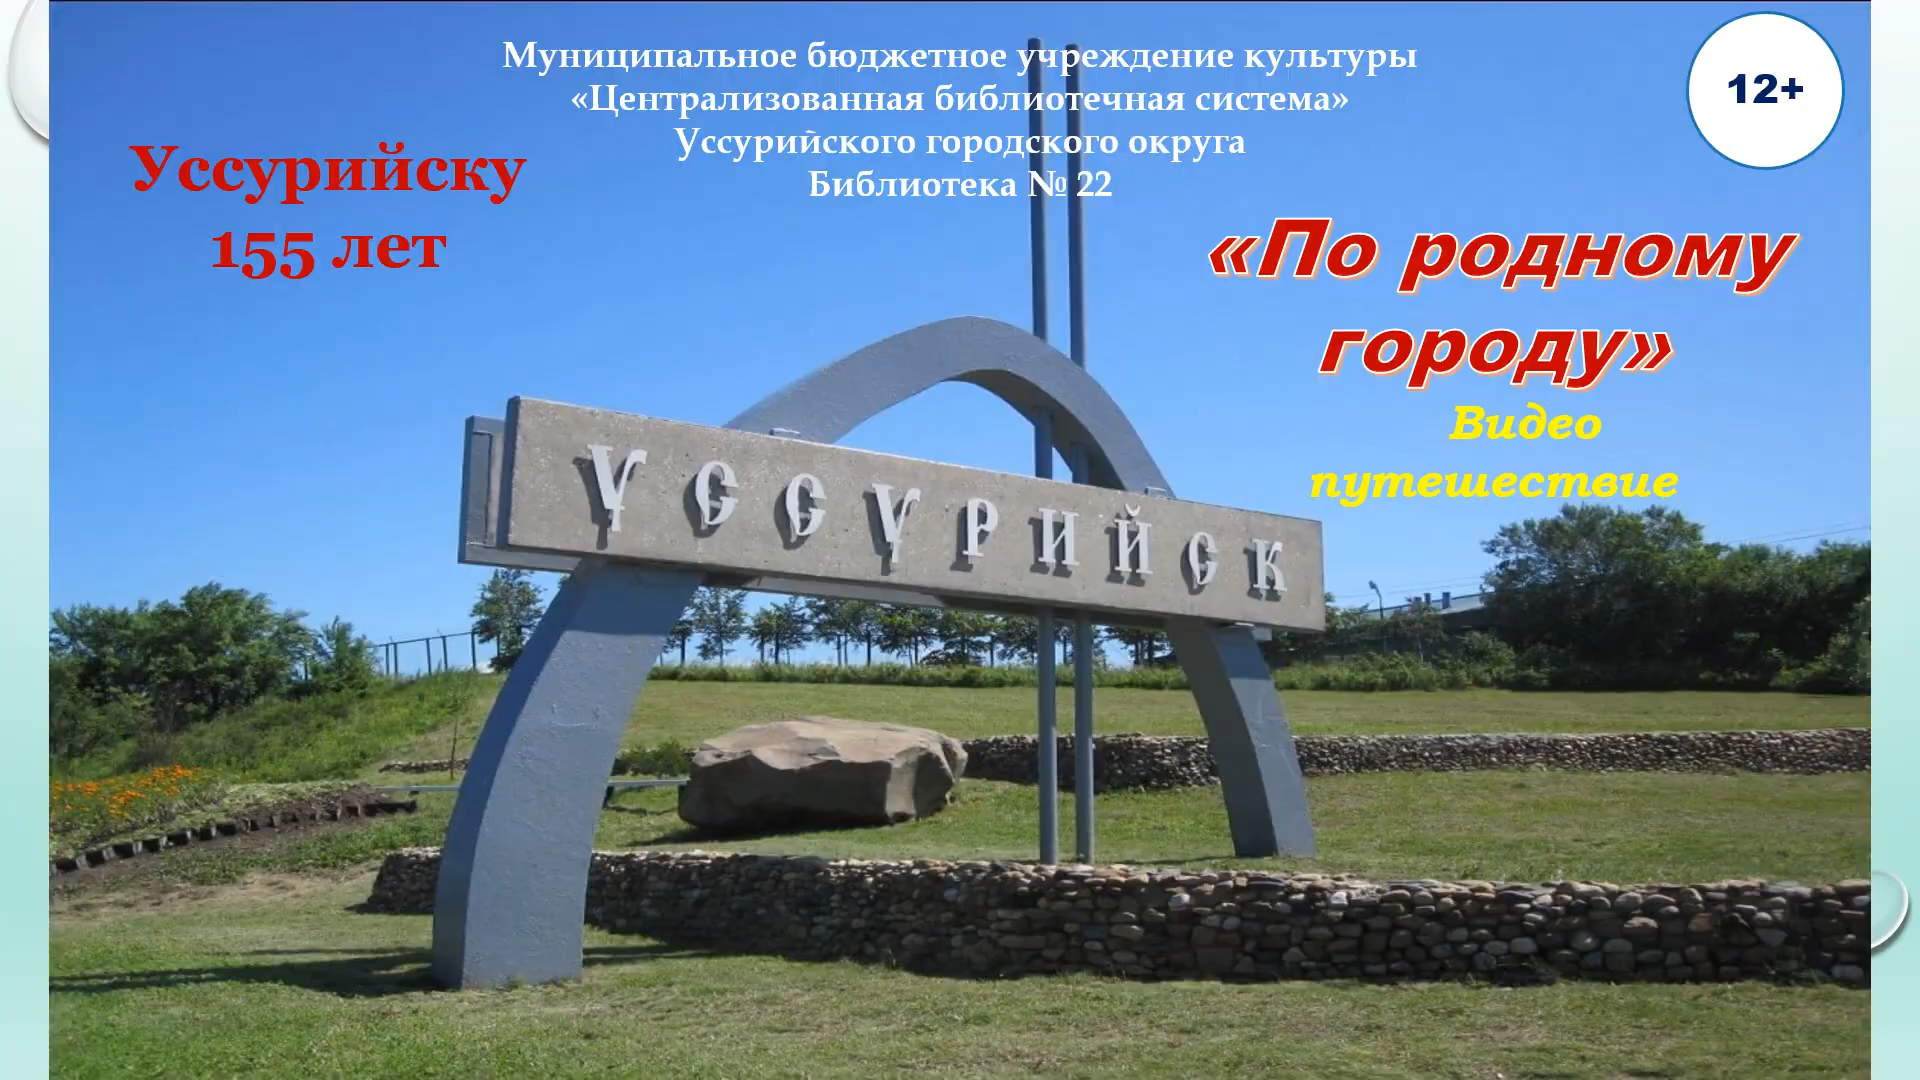 Муниципальное бюджетное учреждение культуры
«Централизованная библиотечная система»
Уссурийского городского округа
Библиотека № 22
12+
Уссурийску
155 лет
«По родному
городу»
Видео
путешествие
УССУРИЙСК